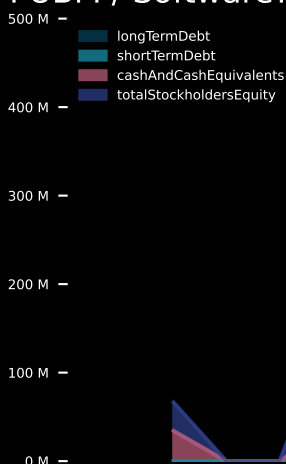 500 M
longTermDebt
shortTermDebt
cashAndCashEquivalents
totalStockholdersEquity
400 M
300 M
200 M
100 M
0 M